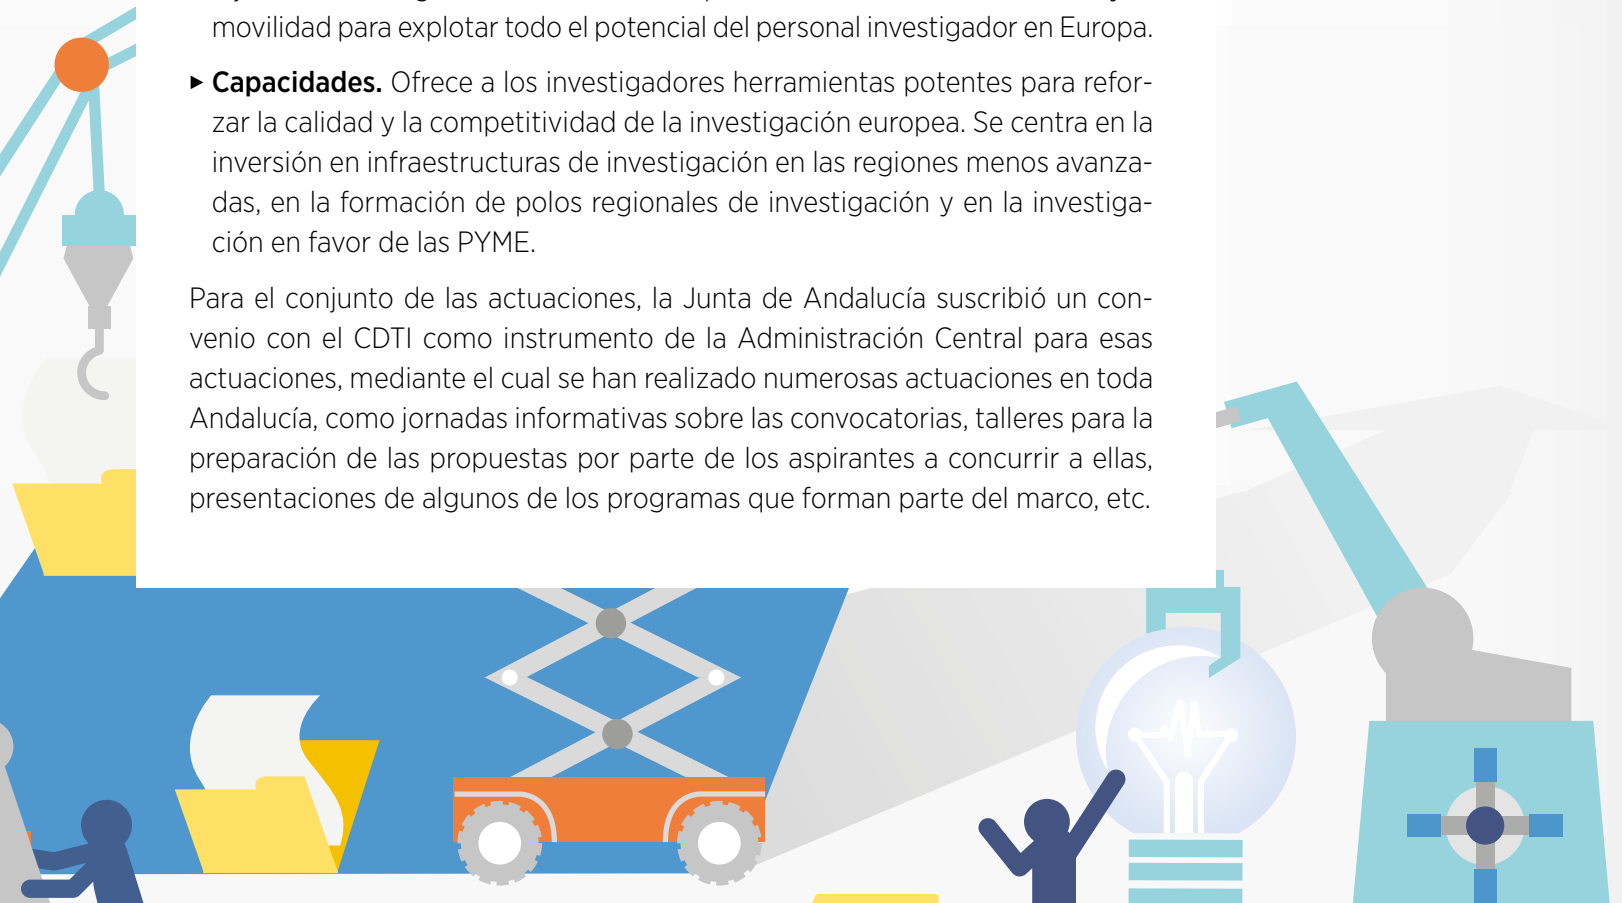 movilidad para explotar todo el potencial del personal investigador en Europa.
▸ Capacidades. Ofrece a los investigadores herramientas potentes para refor-
zar la calidad y la competitividad de la investigación europea. Se centra en la
inversión en infraestructuras de investigación en las regiones menos avanza-
das, en la formación de polos regionales de investigación y en la investiga-
ción en favor de las PYME.
Para el conjunto de las actuaciones, la Junta de Andalucía suscribió un con-
venio con el CDTI como instrumento de la Administración Central para esas
actuaciones, mediante el cual se han realizado numerosas actuaciones en toda
Andalucía, como jornadas informativas sobre las convocatorias, talleres para la
preparación de las propuestas por parte de los aspirantes a concurrir a ellas,
presentaciones de algunos de los programas que forman parte del marco, etc.